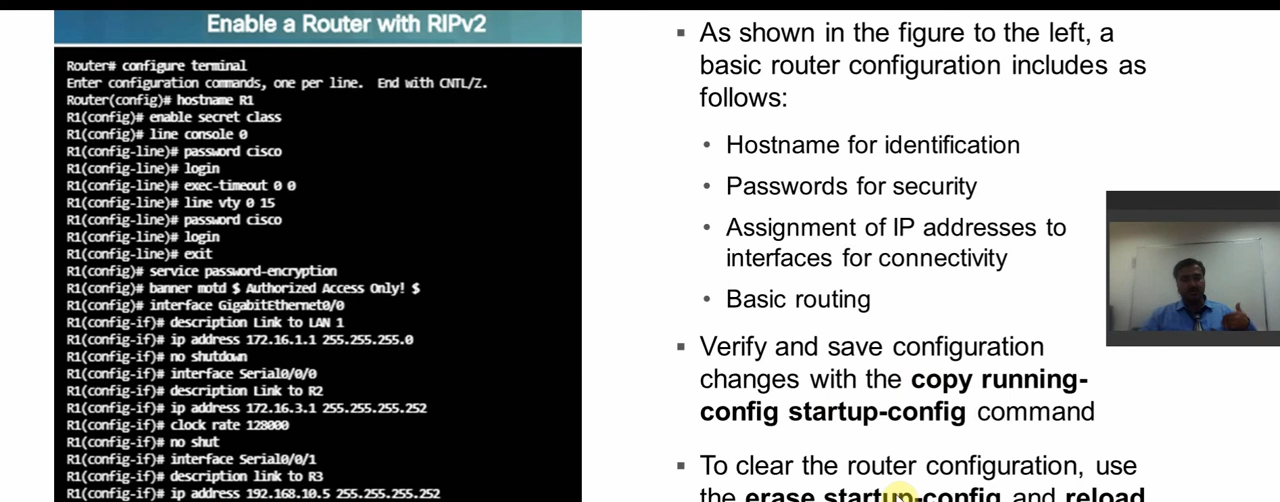 Enable a Router with RIPv2
Router# configure terminal
Enter configuration commands, one per line.  End with CNTL/Z.
Router(config)# hostname R1
R1(config)# enable secret class
R1(config)# line console 0
R1(config-line)# password cisco
R1(config-line)# login
R1(config-line)# exec-timeout 0 0
R1(config-line)# line vty 0 15
R1(config-line)# password cisco
R1(config-line)# login
R1(config-line)# exit
R1(config)# service password-encryption
R1(config)# banner motd $ Authorized Access Only! $
R1(config)# interface GigabitEthernet0/0
R1(config-if)# description Link to LAN 1
R1(config-if)# ip address 172.16.1.1 255.255.255.0
R1(config-if)# no shutdown
R1(config-if)# interface Serial0/0/0
R1(config-if)# description Link to R2
R1(config-if)# ip address 172.16.3.1 255.255.255.252
R1(config-if)# clock rate 128000
R1(config-if)# no shut
R1(config-if)# interface Serial0/0/1
R1(config-if)# description link to R3
R1(config-if)# ip address 192.168.10.5 255.255.255.252
▪ As shown in the figure to the left, a
basic router configuration includes as
follows:
• Hostname for identification
• Passwords for security
• Assignment of IP addresses to
interfaces for connectivity
• Basic routing
▪ Verify and save configuration
changes with the copy running-
config startup-config command
▪ To clear the router configuration, use
the erase startup-config and reload